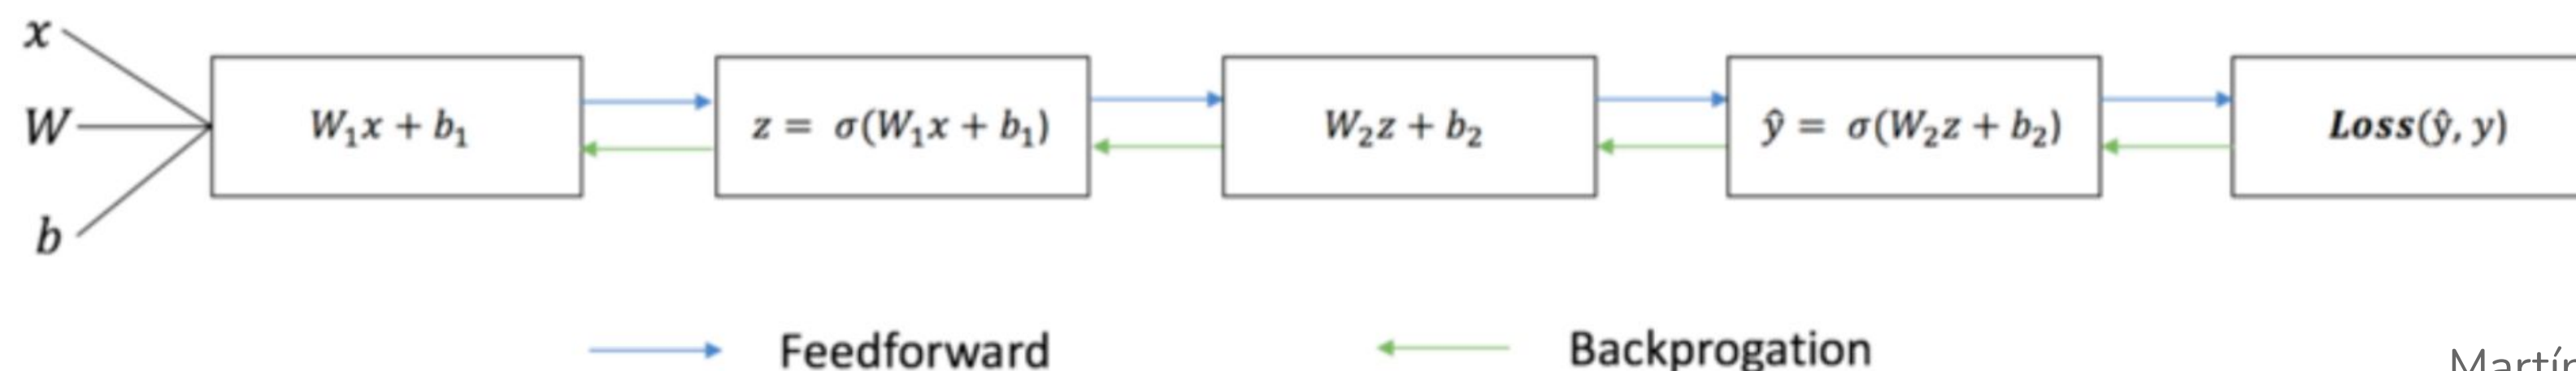 x
W
b
W₁x + b₁
z = σ(W₁x + b₁)
W₂z + b₂
ŷ = σ(W₂z + b₂)
Loss(ŷ, y)
Feedforward
Backprogation